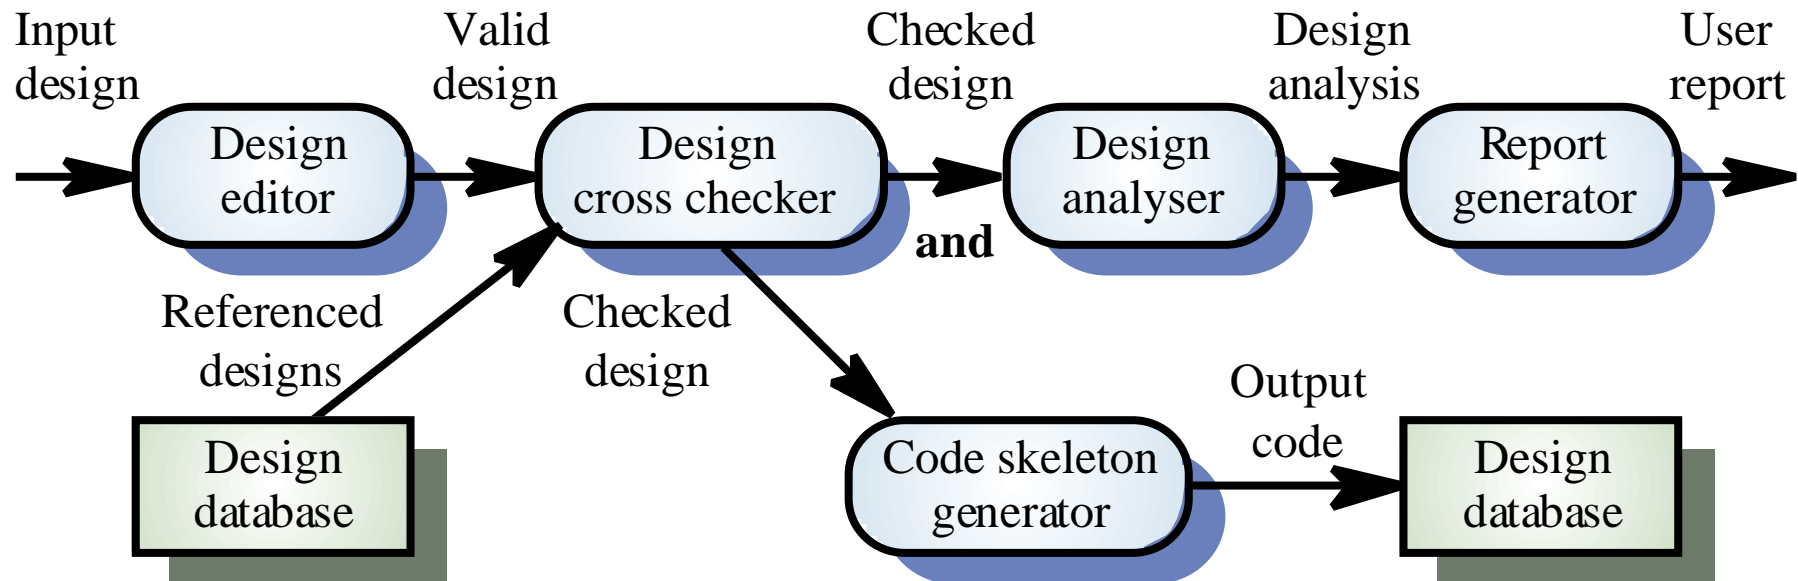 Input
design
Valid
design
Checked
design
Design
analysis
User
report
Design
editor
Design
cross checker
Design
analyser
Report
generator
and
Referenced
designs
Checked
design
Output
code
Design
database
Code skeleton
generator
Design
database